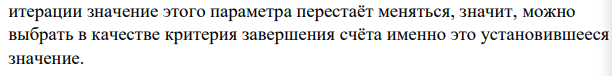 итерации значение этого параметра перестаёт меняться, значит, можно
выбрать в качестве критерия завершения счёта именно это установившееся
значение.